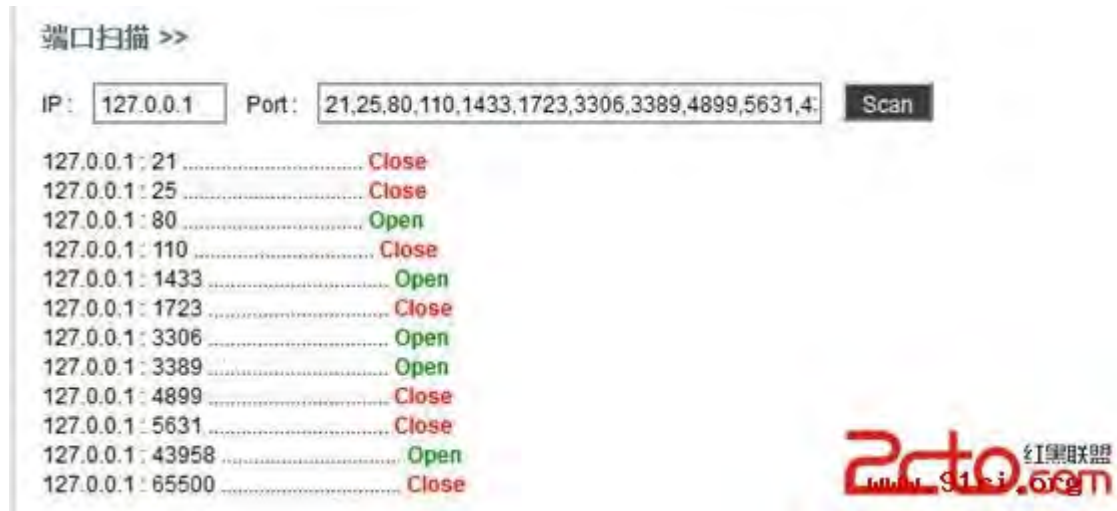 端口扫描 >>
IP : 127.0.0.1 Port : 21,25,80,110,1433,1723,3306,3389,4899,5631,4 Scan
127.0.0.1 : 21 ................................ Close
127.0.0.1 : 25 ................................ Close
127.0.0.1 : 80 ................................ Open
127.0.0.1 : 110 ................................ Close
127.0.0.1 : 1433 ................................ Open
127.0.0.1 : 1723 ................................ Close
127.0.0.1 : 3306 ................................ Open
127.0.0.1 : 3389 ................................ Open
127.0.0.1 : 4899 ................................ Close
127.0.0.1 : 5631 ................................ Close
127.0.0.1 : 43958 ................................ Open
127.0.0.1 : 65500 ................................ Close
2cto.com 红黑联盟
www.91ri.org